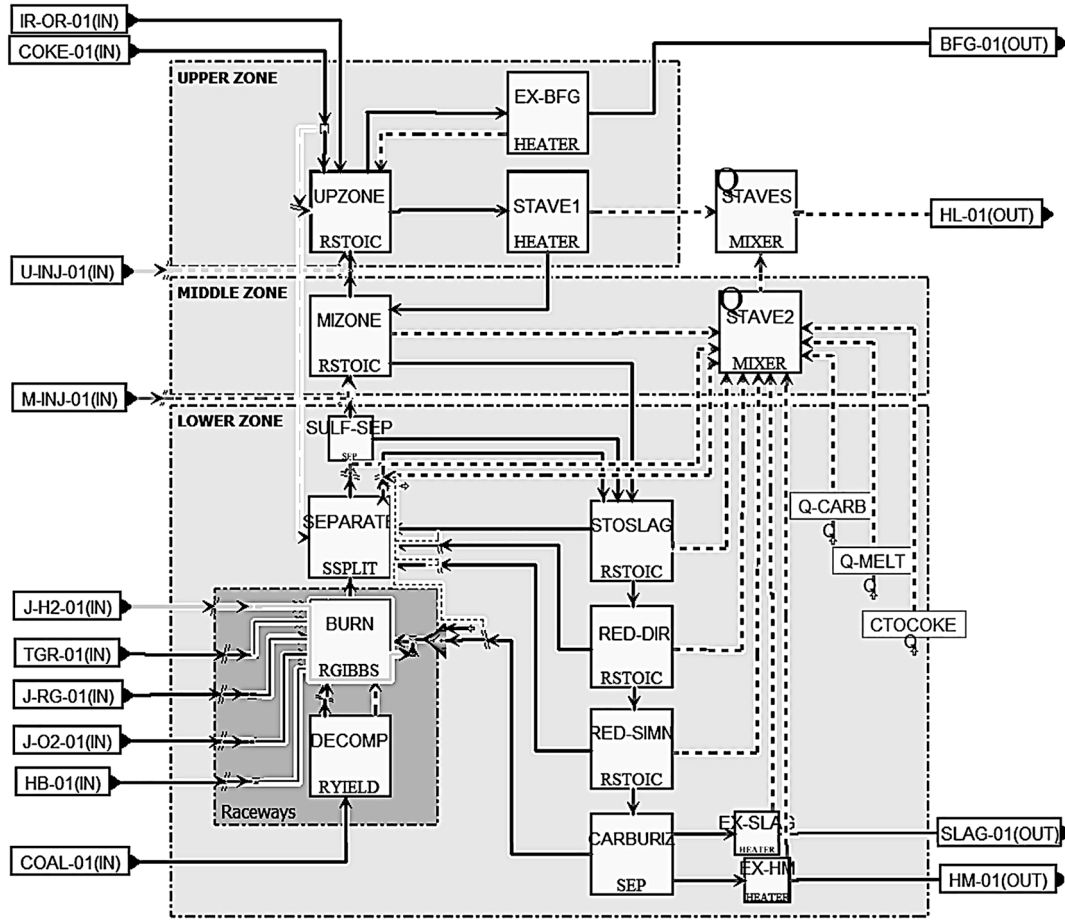 IR-OR-01(IN)
COKE-01(IN)
BFG-01(OUT)
UPPER ZONE
EX-BFG
HEATER
UPZONE
RSTOIC
STAVE1
HEATER
Q
STAVES
MIXER
HL-01(OUT)
U-INJ-01(IN)
MIDDLE ZONE
MIZONE
RSTOIC
Q
STAVE2
MIXER
M-INJ-01(IN)
LOWER ZONE
SULF-SEP
SEP
SEPARATE
SSPLIT
STOSLAG
RSTOIC
Q-CARB
Q
Q-MELT
Q
CTOCOKE
Q
J-H2-01(IN)
TGR-01(IN)
J-RG-01(IN)
J-O2-01(IN)
HB-01(IN)
BURN
RGIBBS
DECOMP
RYIELD
Raceways
RED-DIR
RSTOIC
RED-SIMN
RSTOIC
CARBURIZ
SEP
EX-SLAG
HEATER
EX-HM
HEATER
COAL-01(IN)
SLAG-01(OUT)
HM-01(OUT)